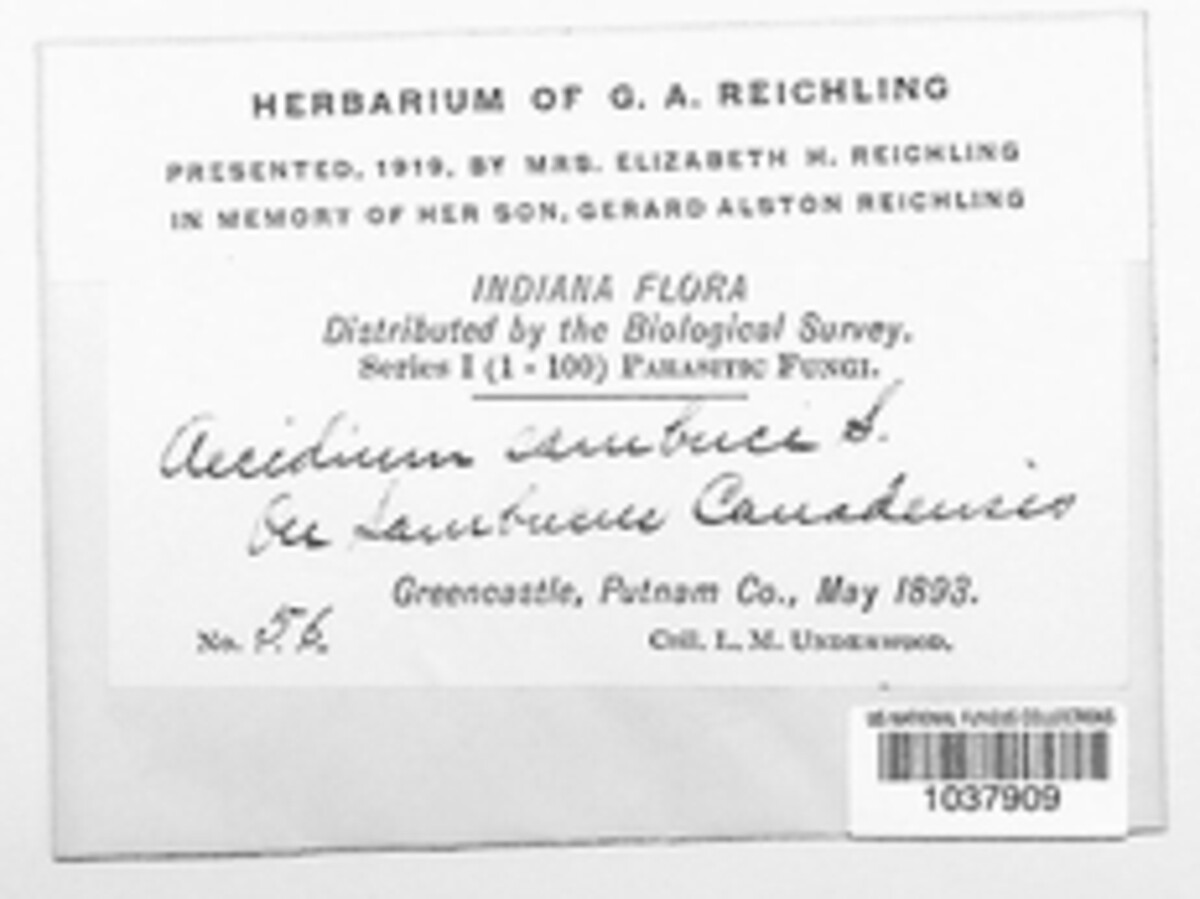 HERBARIUM OF G. A. REICHLING
PRESENTED, 1919, BY MRS. ELIZABETH H. REICHLING
IN MEMORY OF HER SON, GERARD ALSTON REICHLING
INDIANA FLORA
Distributed by the Biological Survey.
Series I (1 - 100) PARASITIC FUNGI.
Aecidium sambuci S.
On Sambucus Canadensis
Greencastle, Putnam Co., May 1893.
No. 56. Coll. L. M. UNDERWOOD.
US NATIONAL FUNGUS COLLECTIONS
1037909